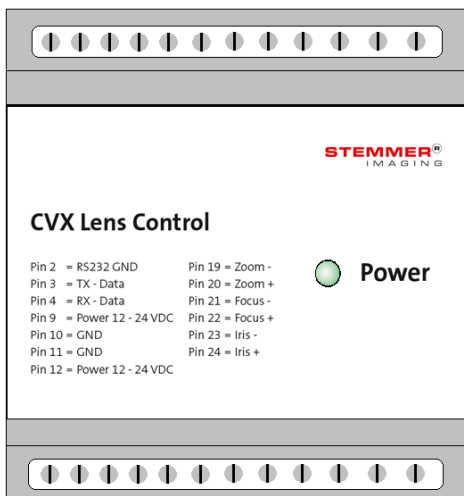 STEMMER®
IMAGING
CVX Lens Control
Pin 2 = RS232 GND
Pin 3 = TX - Data
Pin 4 = RX - Data
Pin 9 = Power 12 - 24 VDC
Pin 10 = GND
Pin 11 = GND
Pin 12 = Power 12 - 24 VDC
Pin 19 = Zoom -
Pin 20 = Zoom +
Pin 21 = Focus -
Pin 22 = Focus +
Pin 23 = Iris -
Pin 24 = Iris +
Power